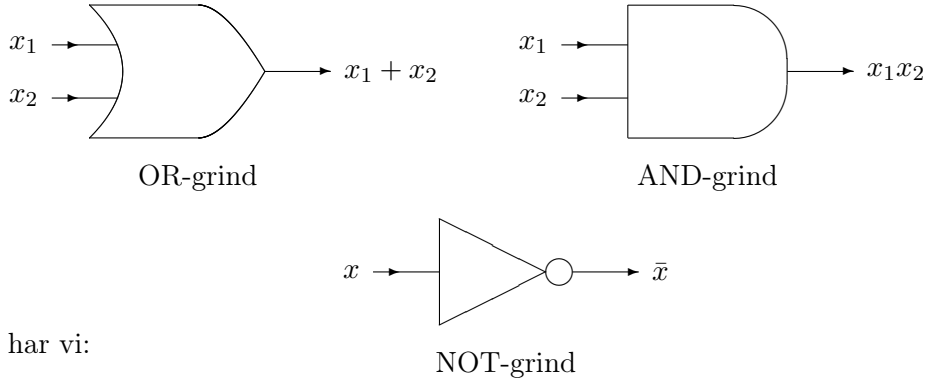 x₁ x₁ + x₂
x₂
OR-grind
x₁ x₁x₂
x₂
AND-grind
x x̄
NOT-grind
har vi: